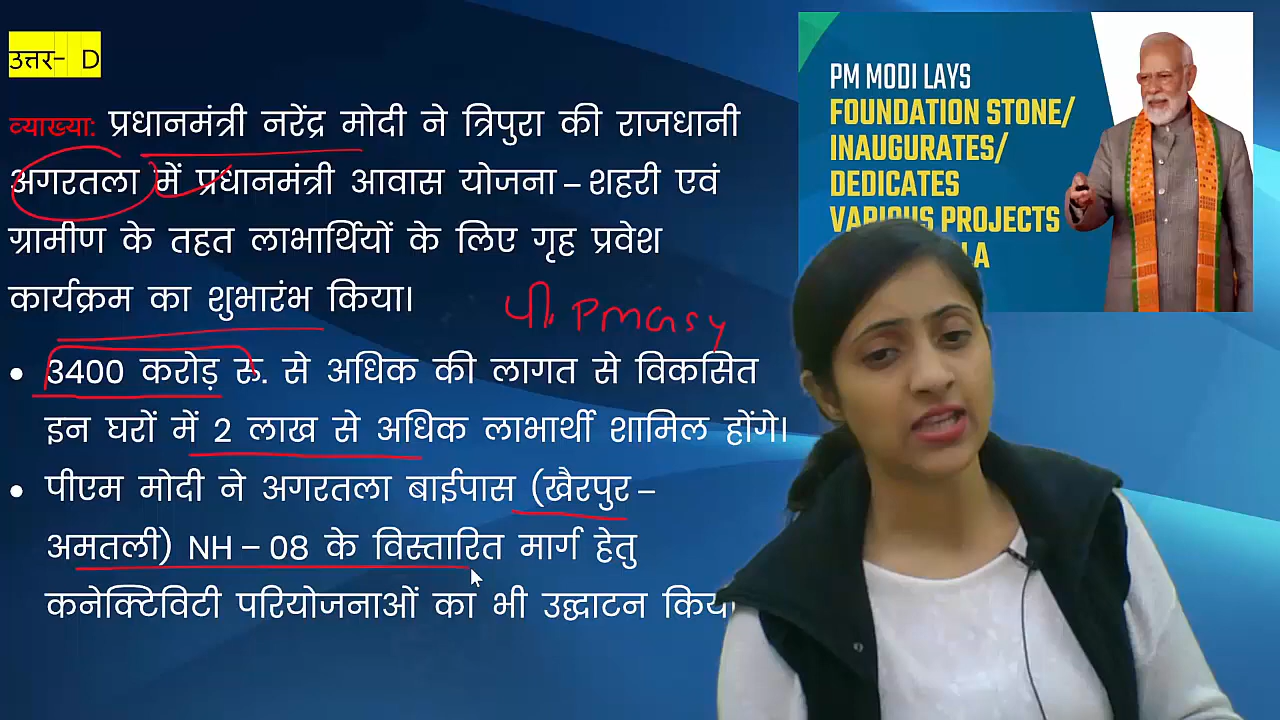 उत्तर- D
व्याख्या: प्रधानमंत्री नरेंद्र मोदी ने त्रिपुरा की राजधानी
अगरतला में प्रधानमंत्री आवास योजना – शहरी एवं
ग्रामीण के तहत लाभार्थियों के लिए गृह प्रवेश
कार्यक्रम का शुभारंभ किया।
• 3400 करोड़ रु. से अधिक की लागत से विकसित
इन घरों में 2 लाख से अधिक लाभार्थी शामिल होंगे।
• पीएम मोदी ने अगरतला बाईपास (खैरपुर –
अमतली) NH – 08 के विस्तारित मार्ग हेतु
कनेक्टिविटी परियोजनाओं का भी उद्घाटन किया
PM MODI LAYS
FOUNDATION STONE/
INAUGURATES/
DEDICATES
VARIOUS PROJECTS
LA